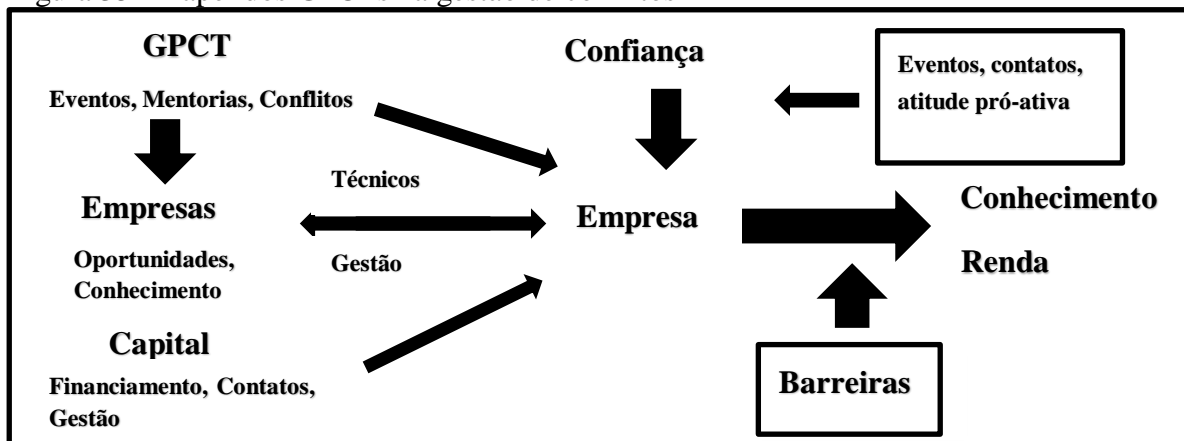 GPCT
Eventos, Mentorias, Conflitos
Confiança
Eventos, contatos,
atitude pró-ativa
Técnicos
Empresas
Empresa
Conhecimento
Gestão
Renda
Oportunidades,
Conhecimento
Capital
Financiamento, Contatos,
Gestão
Barreiras